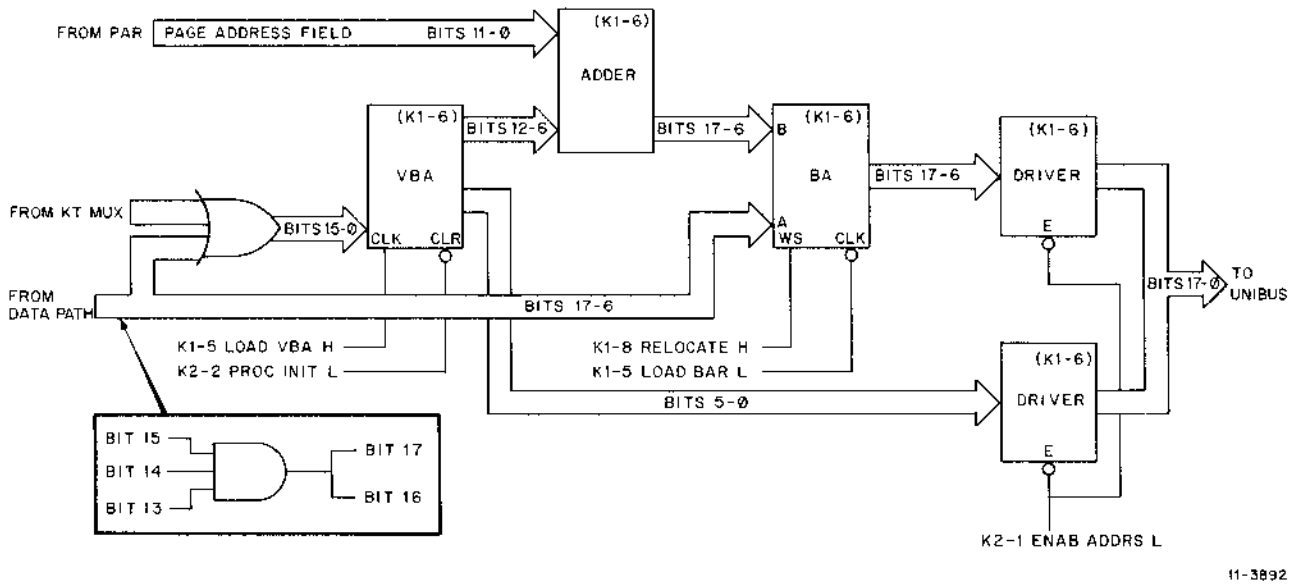 FROM PAR
PAGE ADDRESS FIELD
BITS 11-0
(K1-6)
ADDER
(K1-6)
VBA
CLK
CLR
BITS 12-6
BITS 17-6
(K1-6)
B
BA
A
WS
CLK
BITS 17-6
(K1-6)
DRIVER
E
FROM KT MUX
BITS 15-0
FROM
DATA PATH
BITS 17-6
BITS 17-0
TO
UNIBUS
K1-5 LOAD VBA H
K2-2 PROC INIT L
K1-8 RELOCATE H
K1-5 LOAD BAR L
BITS 5-0
(K1-6)
DRIVER
E
BIT 15
BIT 14
BIT 13
BIT 17
BIT 16
K2-1 ENAB ADDRS L
11-3892